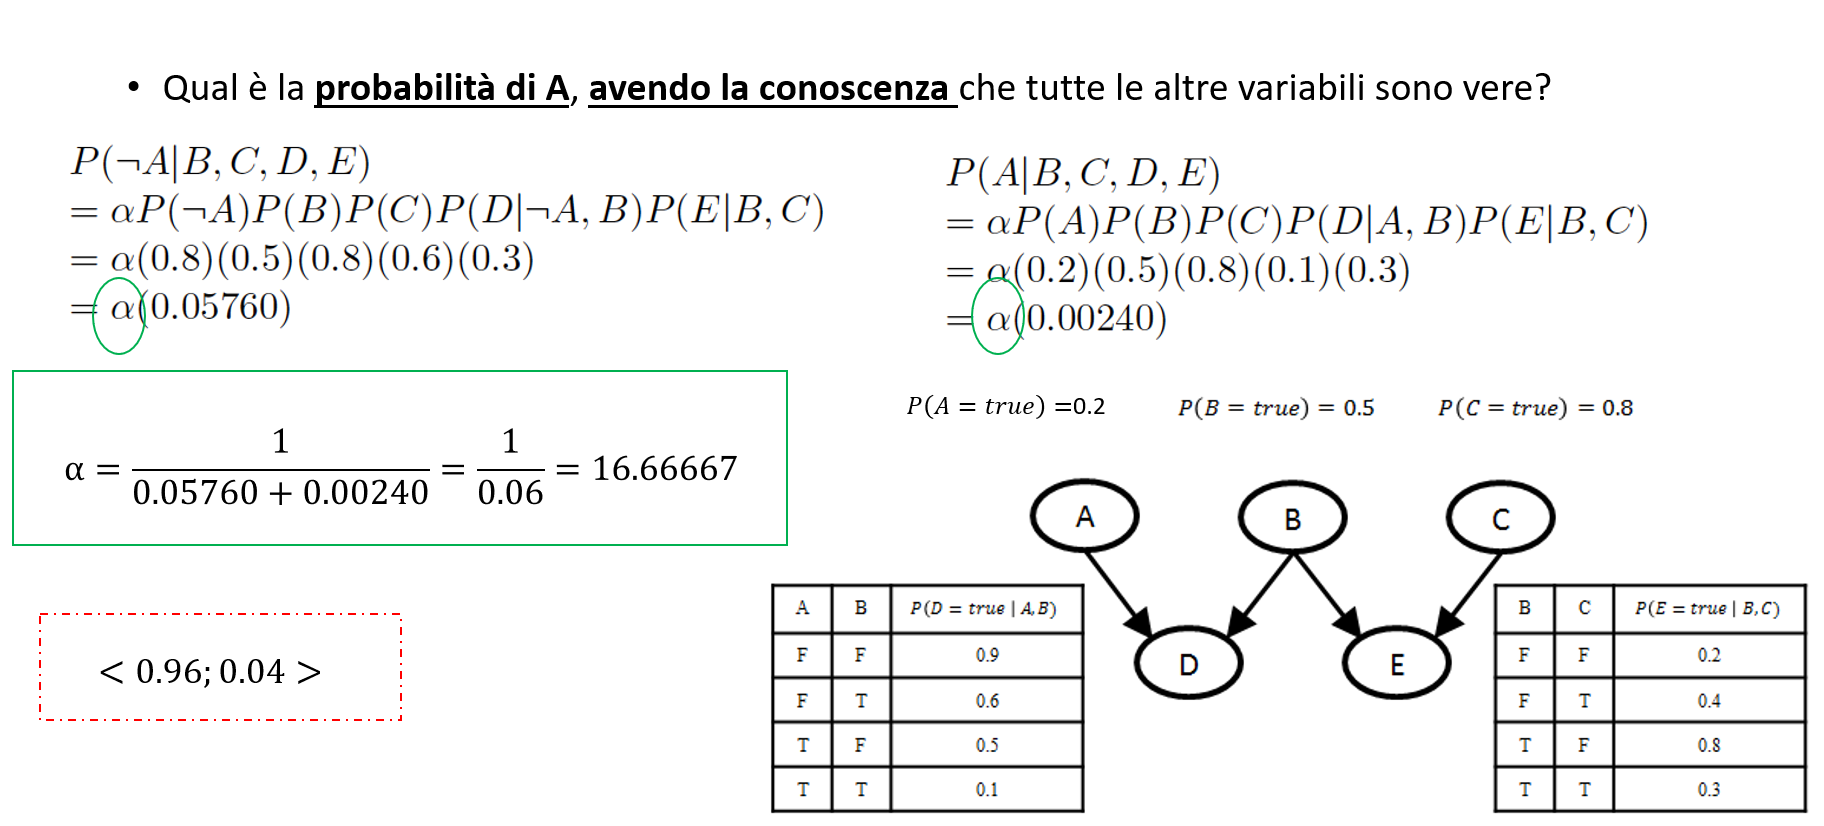 • Qual è la probabilità di A, avendo la conoscenza che tutte le altre variabili sono vere?
P(¬A|B, C, D, E)
= αP(¬A)P(B)P(C)P(D|¬A, B)P(E|B, C)
= α(0.8)(0.5)(0.8)(0.6)(0.3)
= α(0.05760)
P(A|B, C, D, E)
= αP(A)P(B)P(C)P(D|A, B)P(E|B, C)
= α(0.2)(0.5)(0.8)(0.1)(0.3)
= α(0.00240)
α = 1 / (0.05760 + 0.00240) = 1 / 0.06 = 16.66667
< 0.96; 0.04 >
P(A = true) =0.2 P(B = true) = 0.5 P(C = true) = 0.8
A B C
D E
A B P(D = true | A, B)
F F 0.9
F T 0.6
T F 0.5
T T 0.1
B C P(E = true | B, C)
F F 0.2
F T 0.4
T F 0.8
T T 0.3